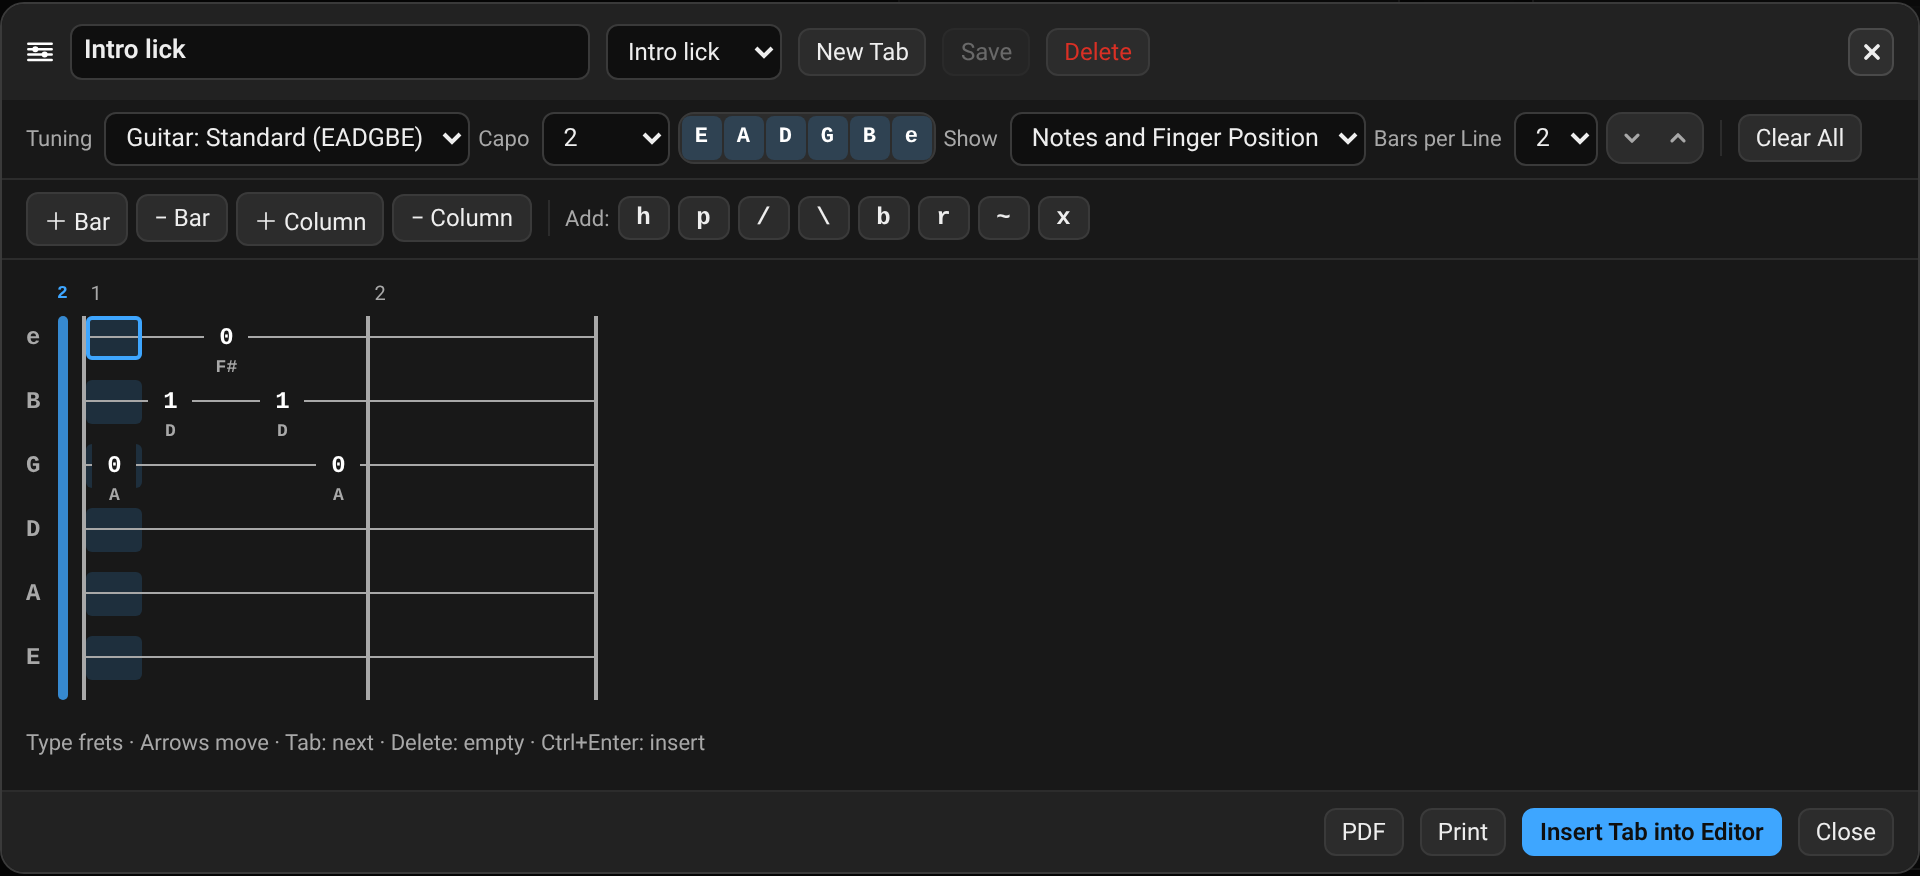 Intro lick Intro lick New Tab Save Delete
Tuning Guitar: Standard (EADGBE) Capo 2 E A D G B e Show Notes and Finger Position Bars per Line 2 Clear All
+ Bar - Bar + Column - Column Add: h p / \ b r ~ x
2 1 2
e 0
F#
B 1 1
D D
G 0 0
A A
D
A
E
Type frets · Arrows move · Tab: next · Delete: empty · Ctrl+Enter: insert
PDF Print Insert Tab into Editor Close